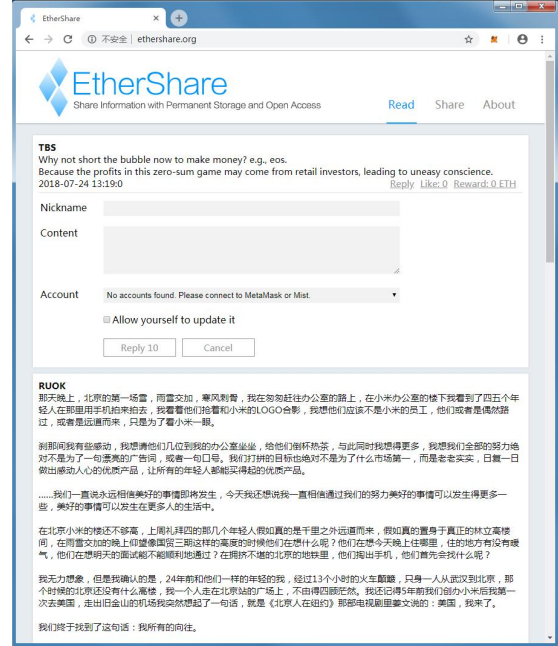 EtherShare
不安全 ethershare.org
EtherShare
Share Information with Permanent Storage and Open Access
Read Share About
TBS
Why not short the bubble now to make money? e.g., eos.
Because the profits in this zero-sum game may come from retail investors, leading to uneasy conscience.
2018-07-24 13:19:0 Reply Like: 0 Reward: 0 ETH
Nickname
Content
Account No accounts found. Please connect to MetaMask or Mist.
Allow yourself to update it
Reply 10 Cancel
RUOK
那天晚上，北京的第一场雪，雨雪交加，寒风刺骨，我在匆匆赶往办公室的路上，在小米办公室的楼下我看到了四五个年
轻人在那里用手机拍来拍去，我看着他们抢着和小米的LOGO合影，我想他们应该不是小米的员工，他们或者是偶然路
过，或者是远道而来，只是为了看小米一眼。
刹那间我有些感动，我想请他们几位到我的办公室坐坐，给他们倒杯热茶，与此同时我想得更多，我想我们全部的努力绝
对不是为了一句漂亮的广告词，或者一句口号。我们打拼的目标也绝对不是为了什么市场第一，而是老老实实，日复一日
做出感动人心的优质产品，让所有的年轻人都能买得起的优质产品。
......我们一直说永远相信美好的事情即将发生，今天我还想说我一直相信通过我们的努力美好的事情可以发生得更多一
些，美好的事情可以发生在更多人的生活中。
在北京小米的楼还不够高，上周礼拜四的那几个年轻人假如真的是千里之外远道而来，假如真的置身于真正的林立高楼
间，在雨雪交加的晚上仰望像国贸三期这样的高度的时候他们在想什么呢？他们在想今天晚上住哪里，住的地方有没有暖
气，他们在想明天的面试能不能顺利地通过？在拥挤不堪的北京的地铁里，他们掏出手机，他们首先会找什么呢？
我无力想象，但是我确认的是，24年前和他们一样的年轻的我，经过13个小时的火车颠簸，只身一人从武汉到北京，那
个时候的北京还没有什么高楼，我一个人走在北京站的广场上，不由得四顾茫然。我还记得5年前我们创办小米后我第一
次去美国，走出旧金山的机场我突然想起了一句话，就是《北京人在纽约》那部电视剧里姜文说的：美国，我来了。
我们终于找到了这句话：我所有的向往。